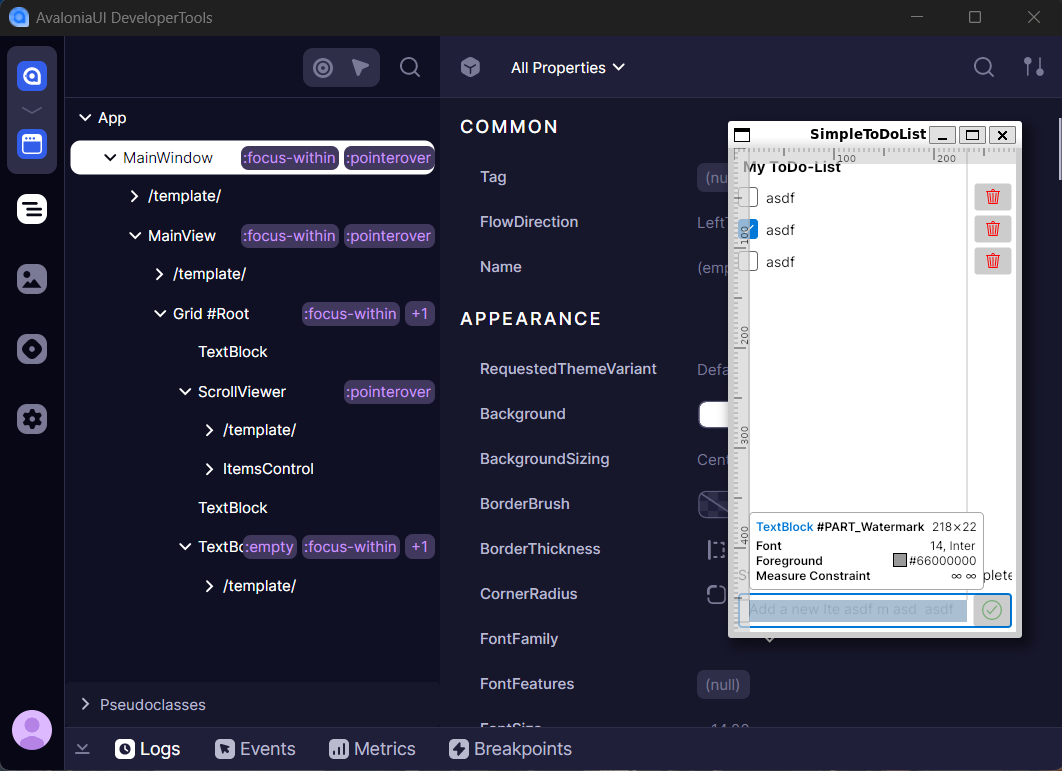 AvaloniaUI DeveloperTools
All Properties
App
MainWindow :focus-within :pointerover
/template/
MainView :focus-within :pointerover
/template/
Grid #Root :focus-within +1
TextBlock
ScrollViewer :pointerover
/template/
ItemsControl
TextBlock
TextBo :empty :focus-within +1
/template/
Pseudoclasses
COMMON
Tag (nu
FlowDirection LeftT
Name (emp
APPEARANCE
RequestedThemeVariant Defa
Background
BackgroundSizing Cent
BorderBrush
BorderThickness
CornerRadius
FontFamily
FontFeatures (null)
FontSize 14.00
SimpleToDoList
100 200
My ToDo-List
asdf
asdf
asdf
100
200
300
400
TextBlock #PART_Watermark 218×22
Font 14, Inter
Foreground #66000000
Measure Constraint ∞ ∞
plete
Add a new Ite asdf m asd asdf
Logs Events Metrics Breakpoints